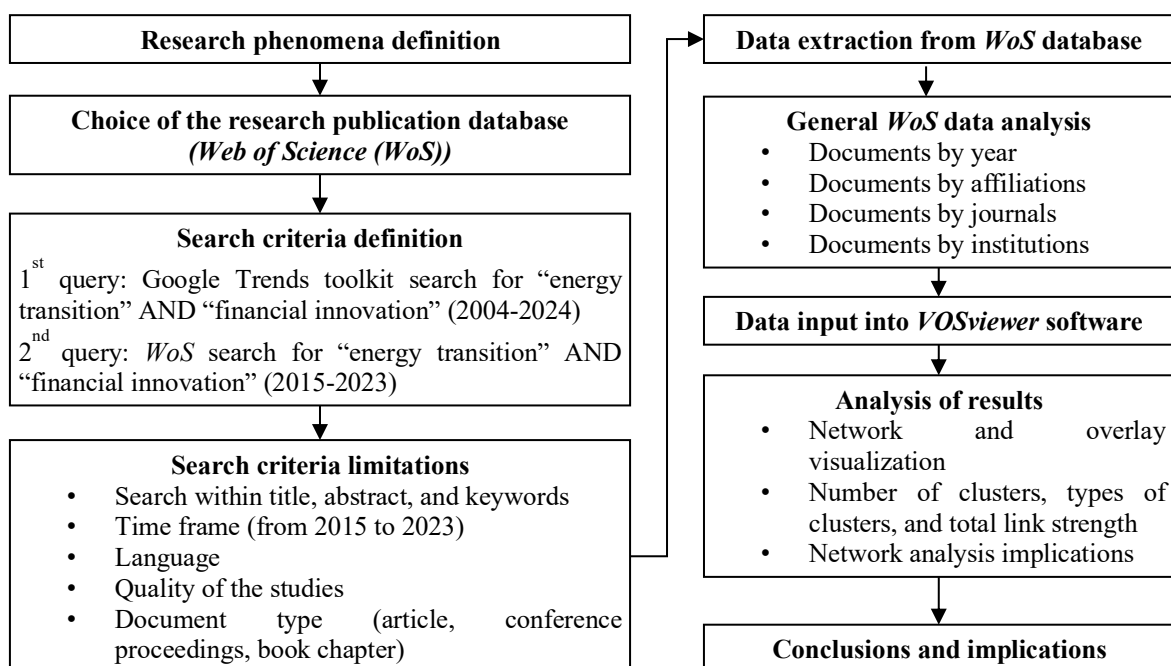 Research phenomena definition
Choice of the research publication database
(Web of Science (WoS))
Search criteria definition
1st query: Google Trends toolkit search for “energy
transition” AND “financial innovation” (2004-2024)
2nd query: WoS search for “energy transition” AND
“financial innovation” (2015-2023)
Search criteria limitations
• Search within title, abstract, and keywords
• Time frame (from 2015 to 2023)
• Language
• Quality of the studies
• Document type (article, conference
proceedings, book chapter)
Data extraction from WoS database
General WoS data analysis
• Documents by year
• Documents by affiliations
• Documents by journals
• Documents by institutions
Data input into VOSviewer software
Analysis of results
• Network and overlay
visualization
• Number of clusters, types of
clusters, and total link strength
• Network analysis implications
Conclusions and implications